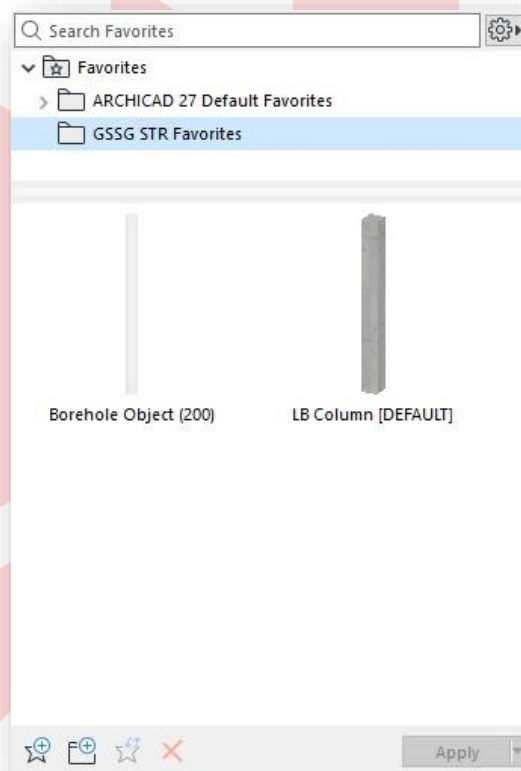 Search Favorites
Favorites
ARCHICAD 27 Default Favorites
GSSG STR Favorites
Borehole Object (200)
LB Column [DEFAULT]
Apply